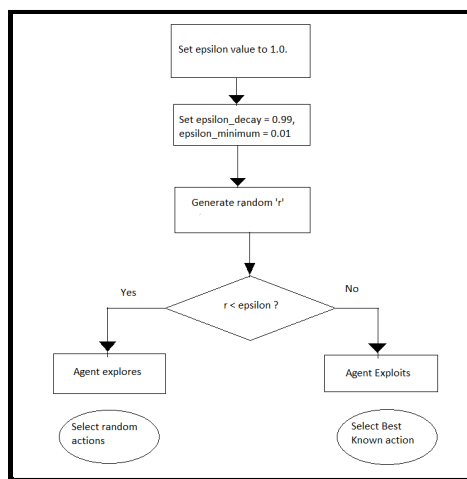 Set epsilon value to 1.0.
Set epsilon_decay = 0.99,
epsilon_minimum = 0.01
Generate random 'r'
r < epsilon ?
Yes
No
Agent explores
Agent Exploits
Select random
actions
Select Best
Known action